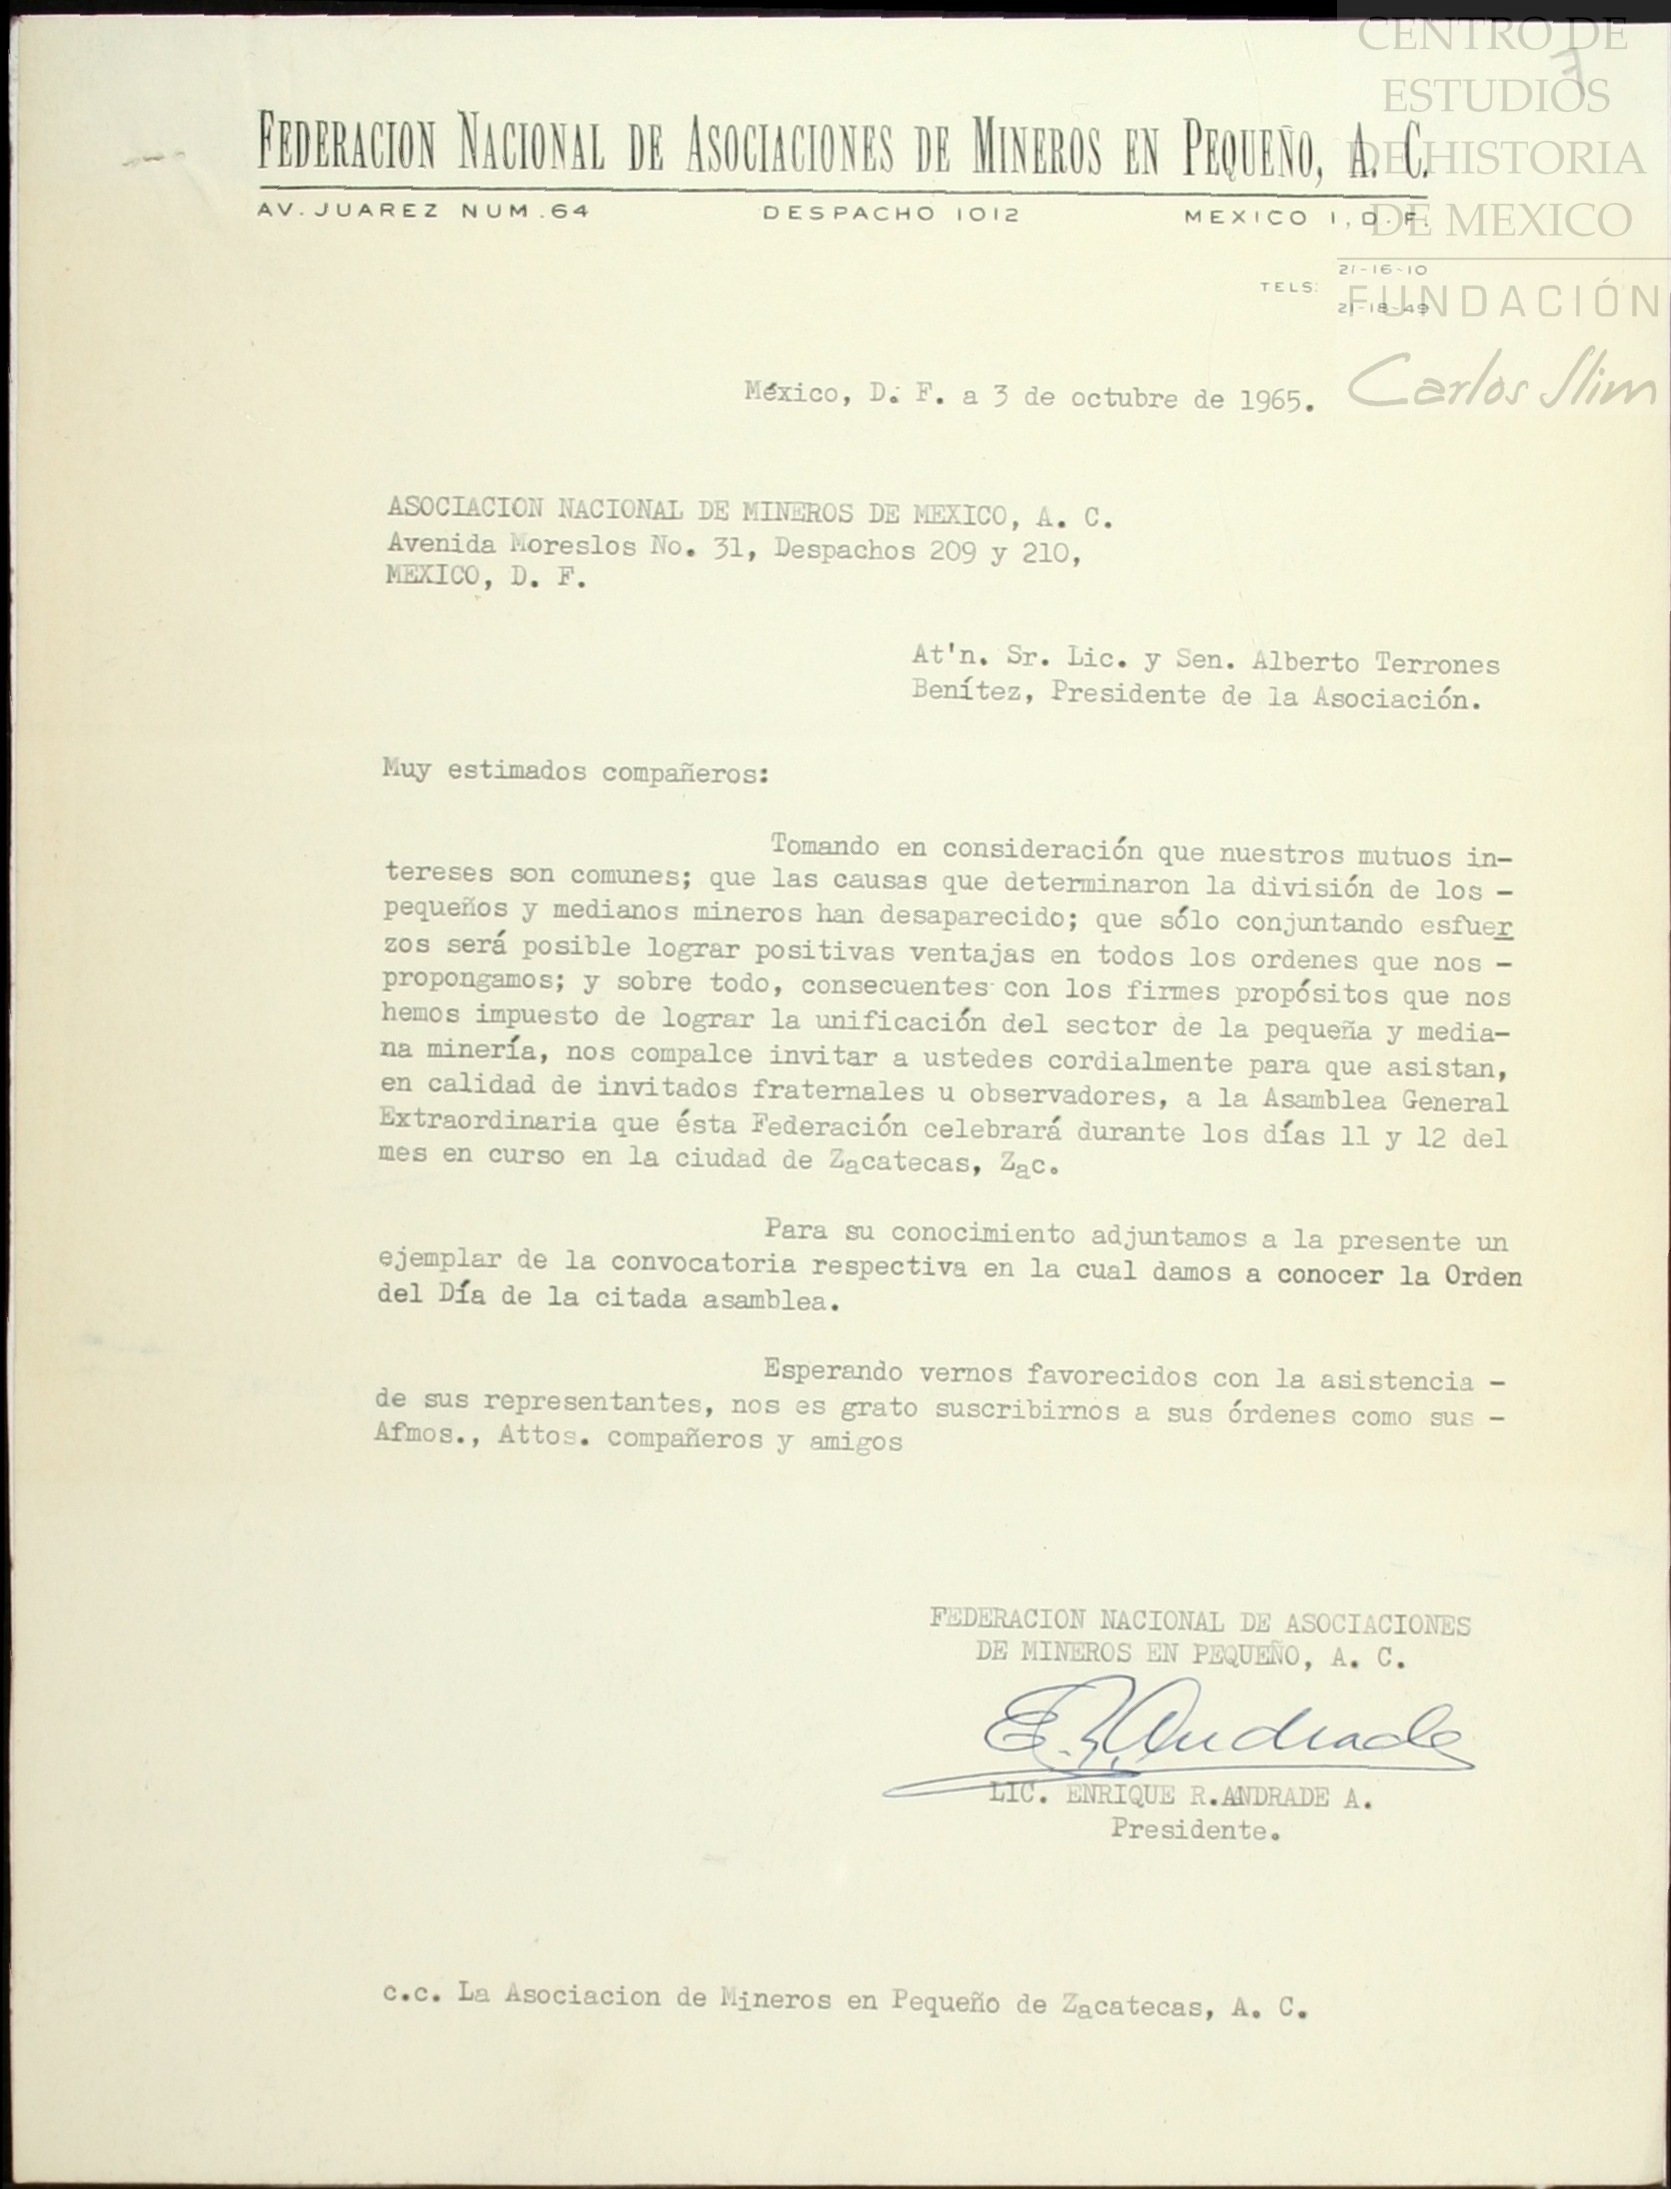 CENTRO DE
ESTUDIOS
DE HISTORIA
DE MEXICO
FUNDACIÓN
Carlos Slim
FEDERACION NACIONAL DE ASOCIACIONES DE MINEROS EN PEQUEÑO, A. C.
AV. JUAREZ NUM. 64 DESPACHO 1012 MEXICO 1, D. F.
21-16-10
TELS:
21-18-49
México, D. F. a 3 de octubre de 1965.
ASOCIACION NACIONAL DE MINEROS DE MEXICO, A. C.
Avenida Moreslos No. 31, Despachos 209 y 210,
MEXICO, D. F.
At'n. Sr. Lic. y Sen. Alberto Terrones
Benítez, Presidente de la Asociación.
Muy estimados compañeros:
Tomando en consideración que nuestros mutuos in-
tereses son comunes; que las causas que determinaron la división de los -
pequeños y medianos mineros han desaparecido; que sólo conjuntando esfuer
zos será posible lograr positivas ventajas en todos los ordenes que nos -
propongamos; y sobre todo, consecuentes con los firmes propósitos que nos
hemos impuesto de lograr la unificación del sector de la pequeña y media-
na minería, nos compalce invitar a ustedes cordialmente para que asistan,
en calidad de invitados fraternales u observadores, a la Asamblea General
Extraordinaria que ésta Federación celebrará durante los días 11 y 12 del
mes en curso en la ciudad de Zacatecas, Zac.
Para su conocimiento adjuntamos a la presente un
ejemplar de la convocatoria respectiva en la cual damos a conocer la Orden
del Día de la citada asamblea.
Esperando vernos favorecidos con la asistencia -
de sus representantes, nos es grato suscribirnos a sus órdenes como sus -
Afmos., Attos. compañeros y amigos
FEDERACION NACIONAL DE ASOCIACIONES
DE MINEROS EN PEQUEÑO, A. C.
E. R. Andrade
LIC. ENRIQUE R.ANDRADE A.
Presidente.
c.c. La Asociacion de Mineros en Pequeño de Zacatecas, A. C.